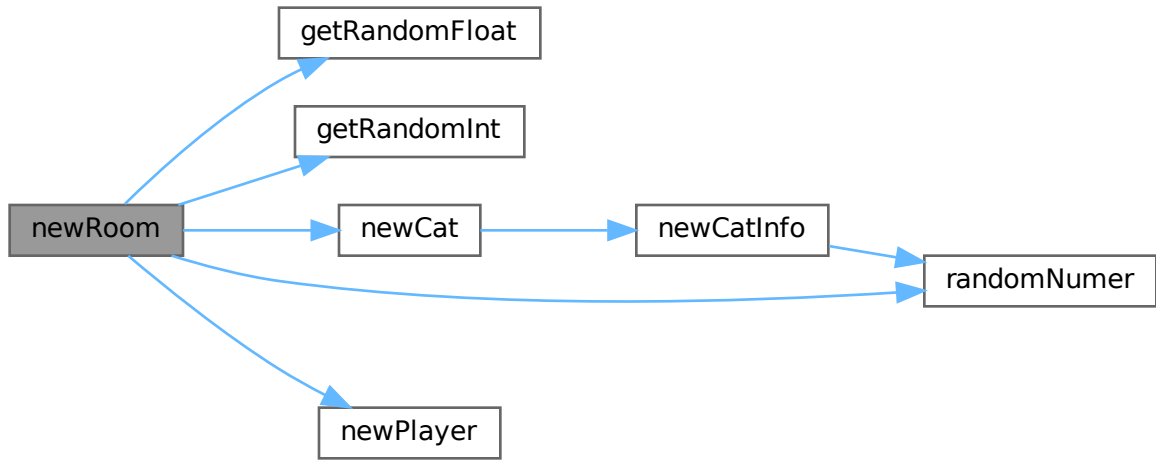 getRandomFloat
getRandomInt
newRoom
newCat
newCatInfo
randomNumer
newPlayer